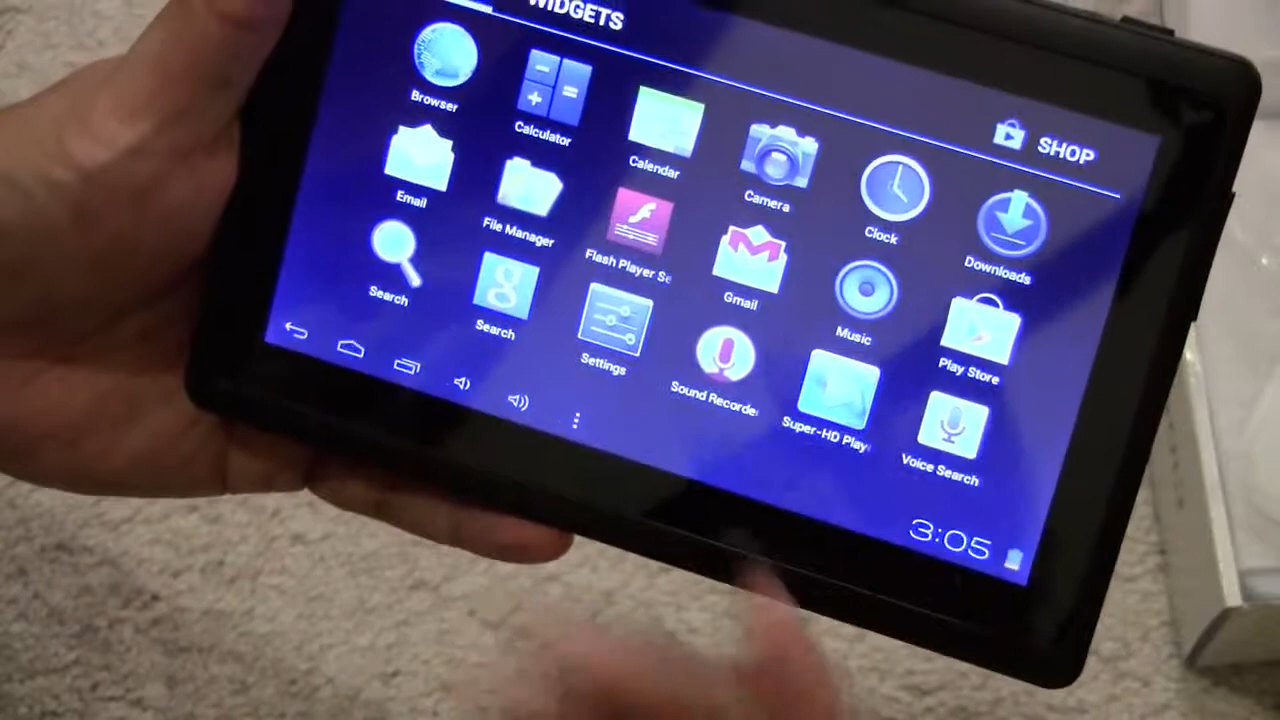 WIDGETS
SHOP
Browser
Calculator
Calendar
Camera
Clock
Downloads
Email
File Manager
Flash Player Se
Gmail
Music
Play Store
Search
Search
Settings
Sound Recorde
Super-HD Play
Voice Search
3:05